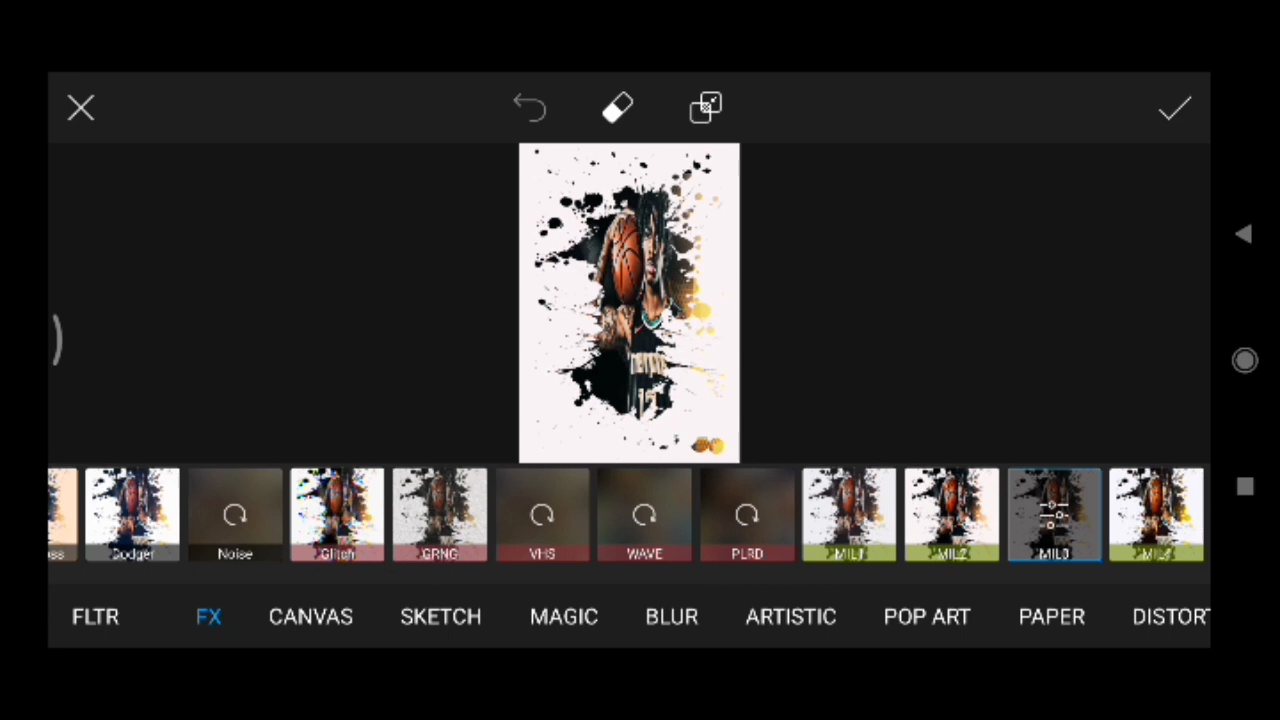 Dodger Noise Glitch GRNG VHS WAVE PLRD MIL1 MIL2 MIL3 MIL4
FLTR FX CANVAS SKETCH MAGIC BLUR ARTISTIC POP ART PAPER DISTORT